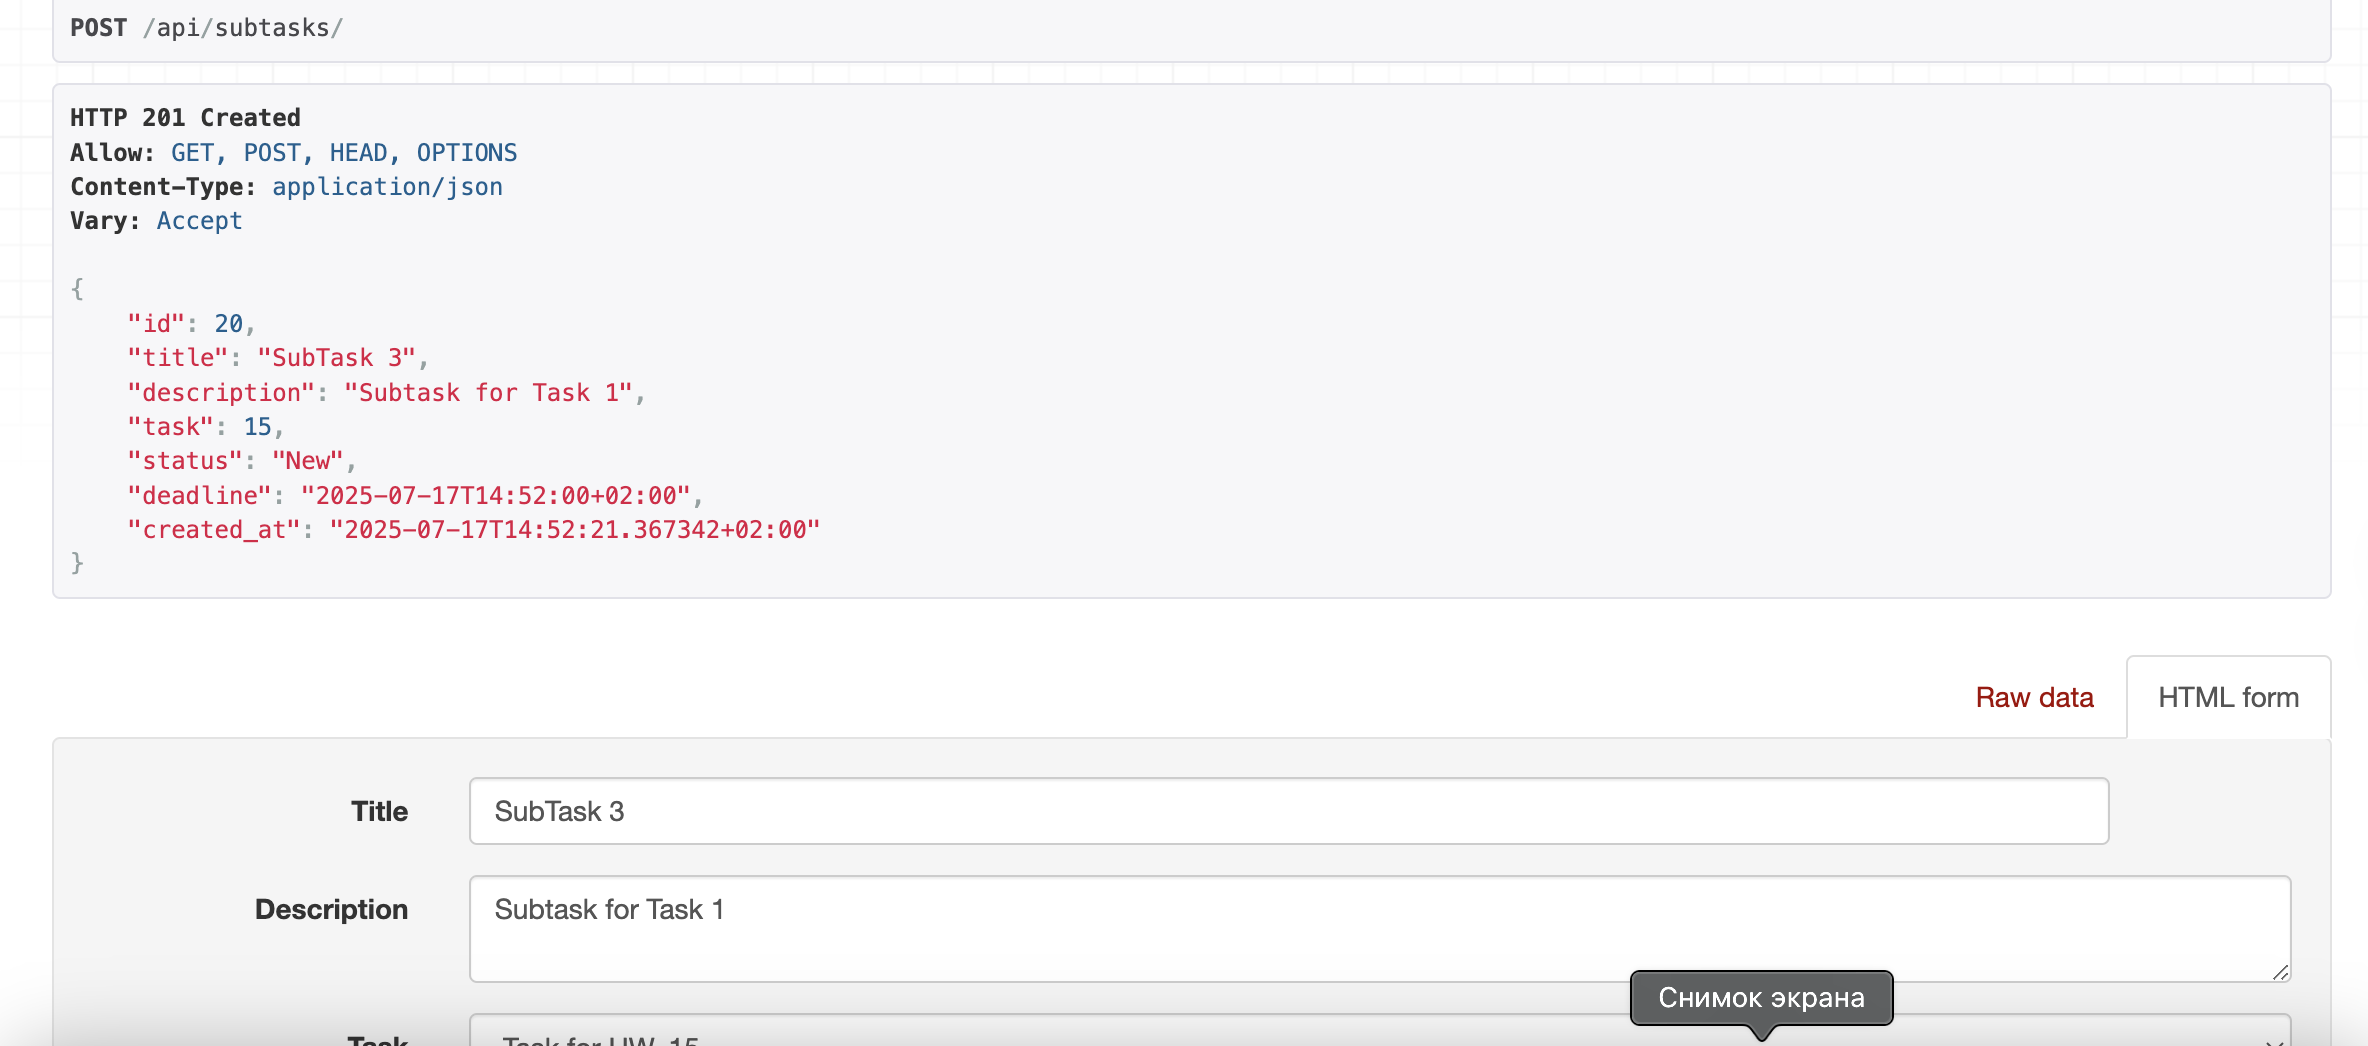 POST /api/subtasks/
HTTP 201 Created
Allow: GET, POST, HEAD, OPTIONS
Content-Type: application/json
Vary: Accept
{
    "id": 20,
    "title": "SubTask 3",
    "description": "Subtask for Task 1",
    "task": 15,
    "status": "New",
    "deadline": "2025-07-17T14:52:00+02:00",
    "created_at": "2025-07-17T14:52:21.367342+02:00"
}
Raw data HTML form
Title SubTask 3
Description Subtask for Task 1
Снимок экрана
Task Task for HW_15